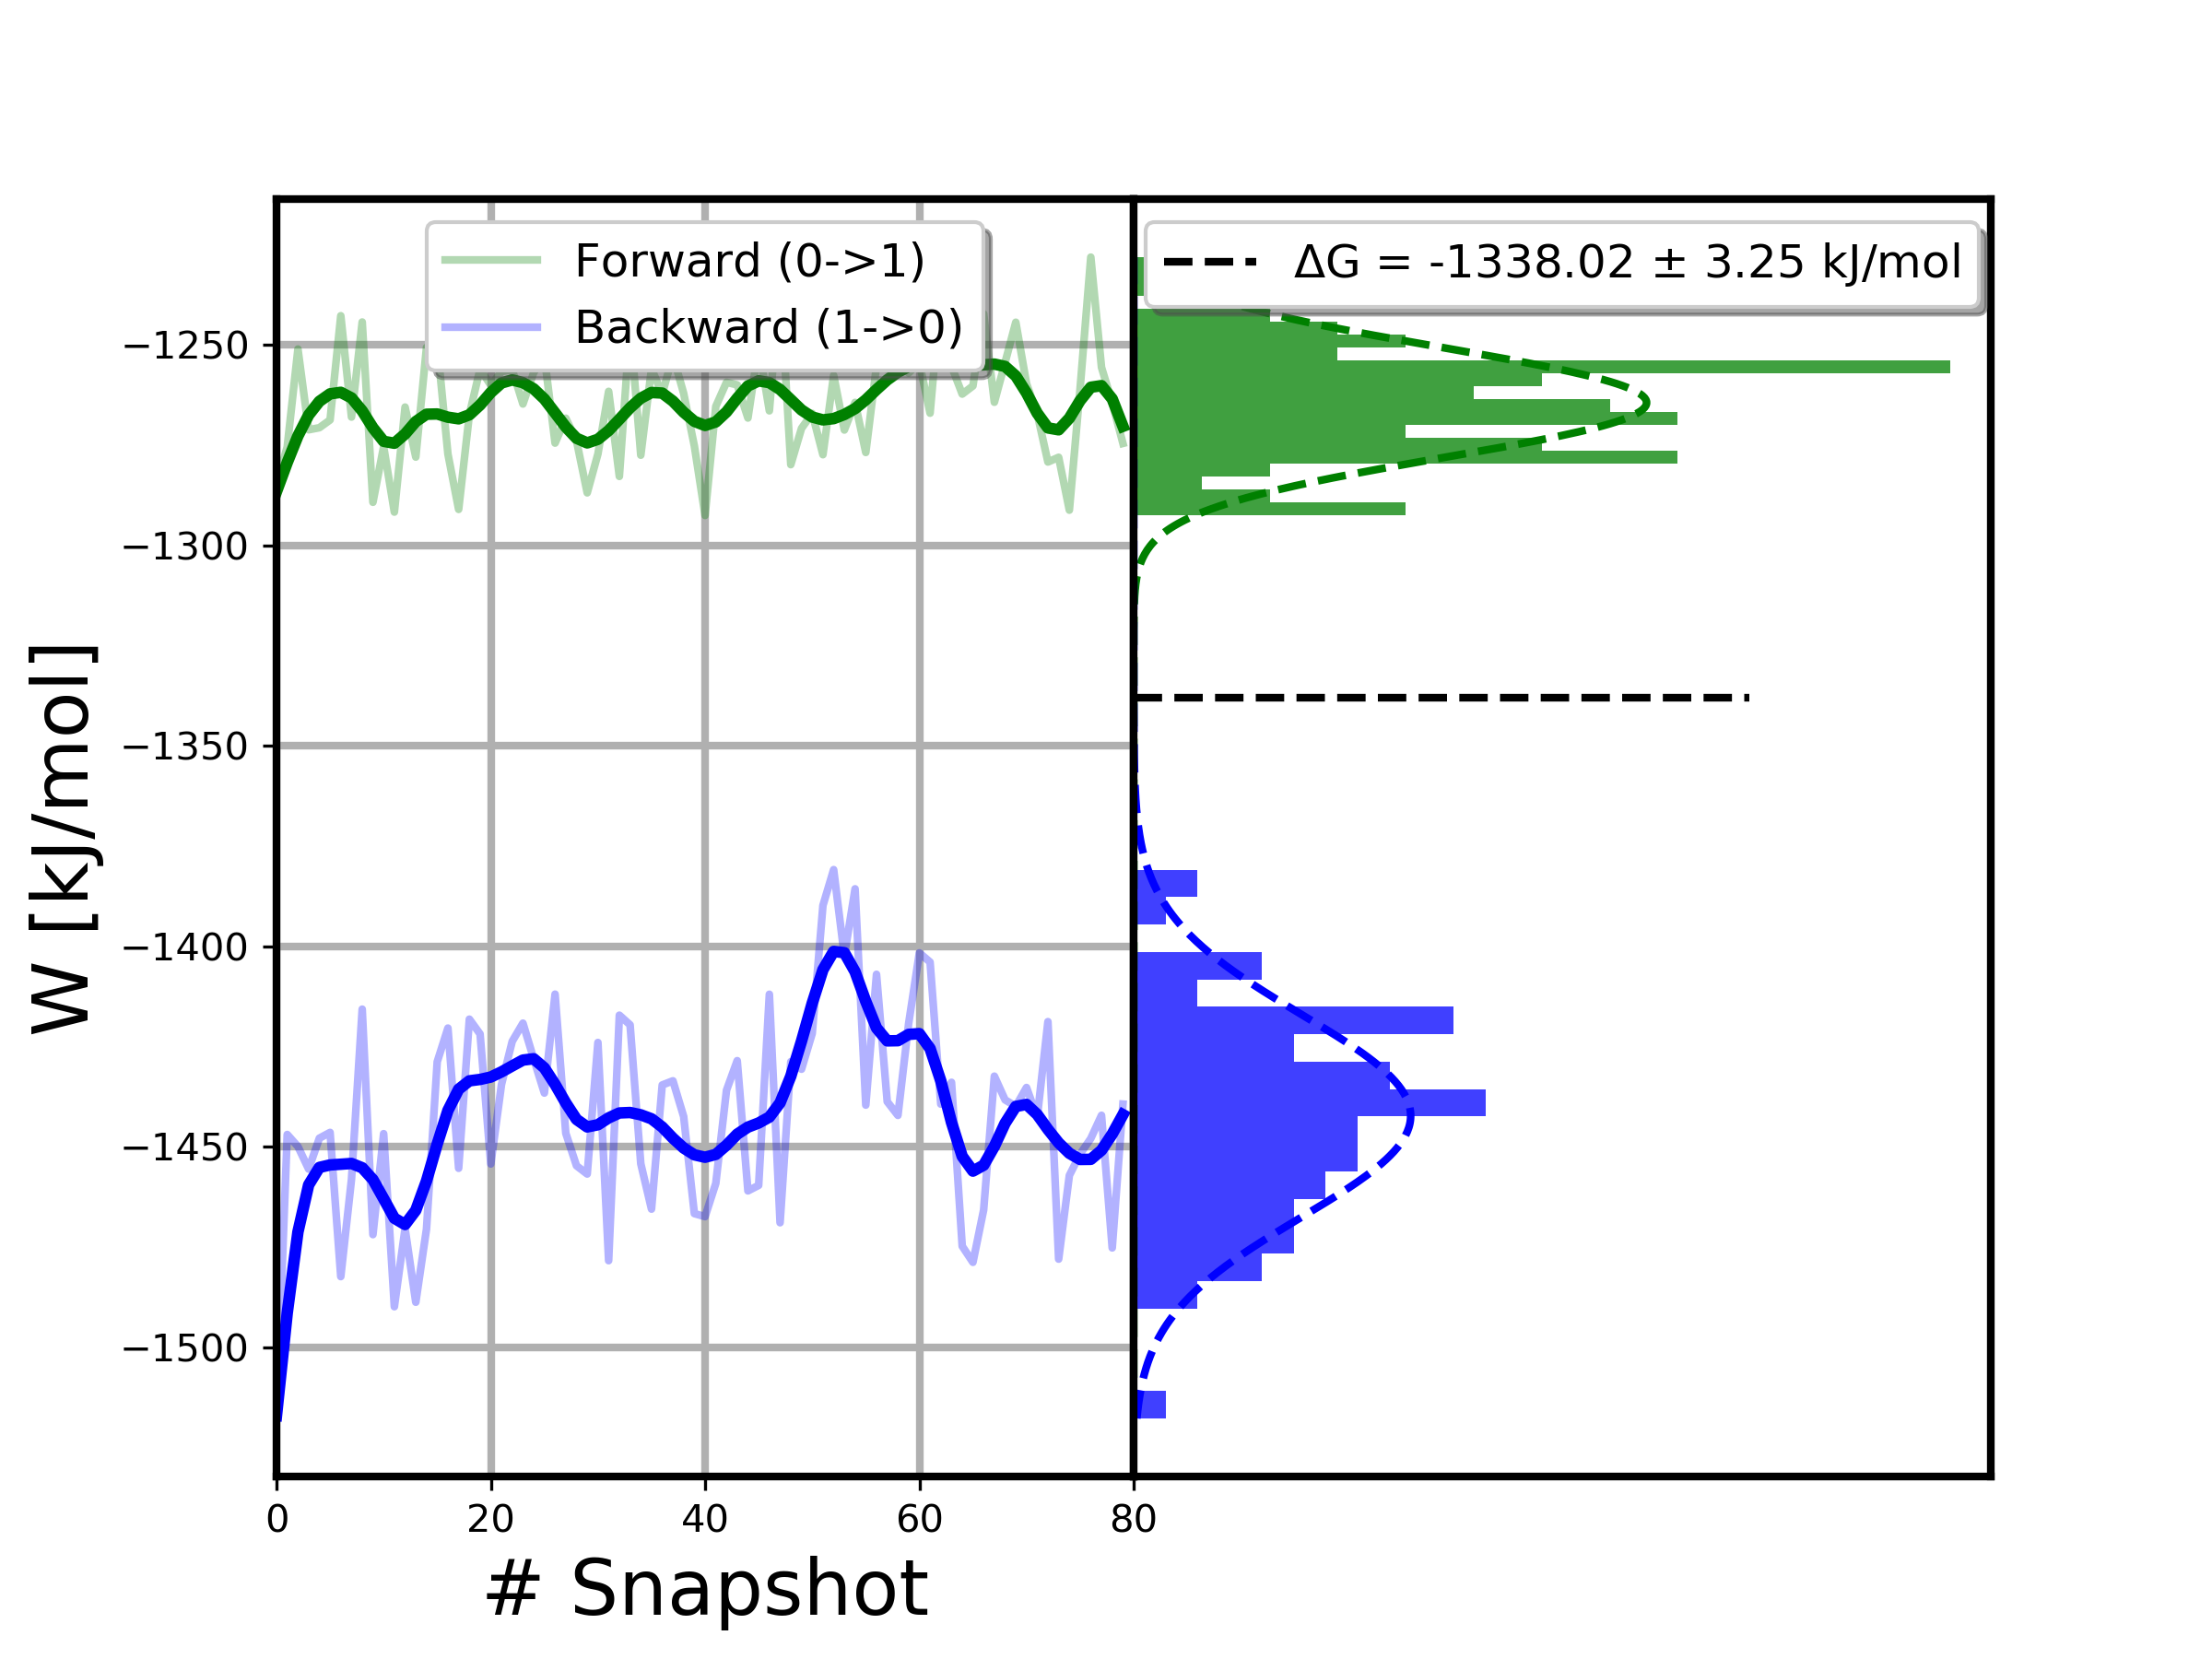 Forward (0->1)
Backward (1->0)
ΔG = -1338.02 ± 3.25 kJ/mol
W [kJ/mol]
−1250
−1300
−1350
−1400
−1450
−1500
0 20 40 60 80
# Snapshot